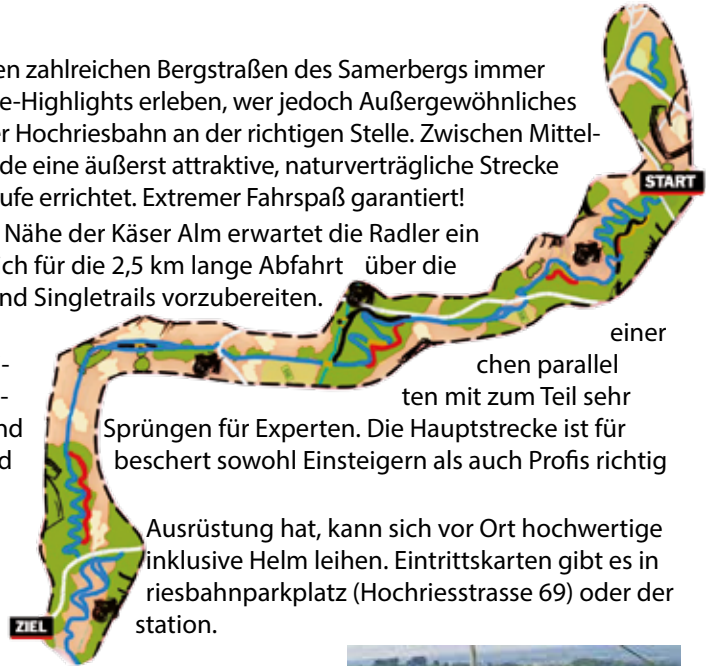 en zahlreichen Bergstraßen des Samerbergs immer
e-Highlights erleben, wer jedoch Außergewöhnliches
er Hochriesbahn an der richtigen Stelle. Zwischen Mittel-
de eine äußerst attraktive, naturverträgliche Strecke
ufe errichtet. Extremer Fahrspaß garantiert!
START
Nähe der Käser Alm erwartet die Radler ein
ich für die 2,5 km lange Abfahrt über die
nd Singletrails vorzubereiten.
einer
- chen parallel
- ten mit zum Teil sehr
nd Sprüngen für Experten. Die Hauptstrecke ist für
d beschert sowohl Einsteigern als auch Profis richtig
Ausrüstung hat, kann sich vor Ort hochwertige
inklusive Helm leihen. Eintrittskarten gibt es in
riesbahnparkplatz (Hochriesstrasse 69) oder der
ZIEL
station.